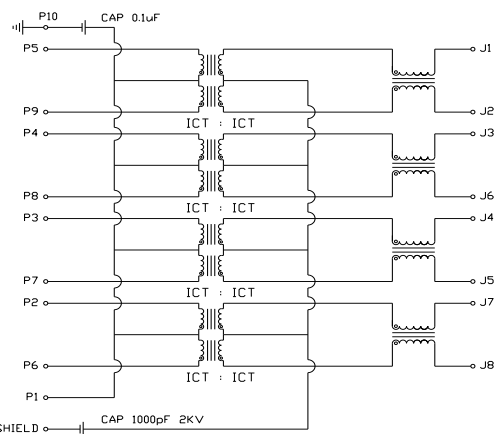 P10 CAP 0.1uF
P5 J1
P9 J2
ICT : ICT
P4 J3
P8 J6
ICT : ICT
P3 J4
P7 J5
ICT : ICT
P2 J7
P6 J8
ICT : ICT
P1
SHIELD CAP 1000pF 2KV